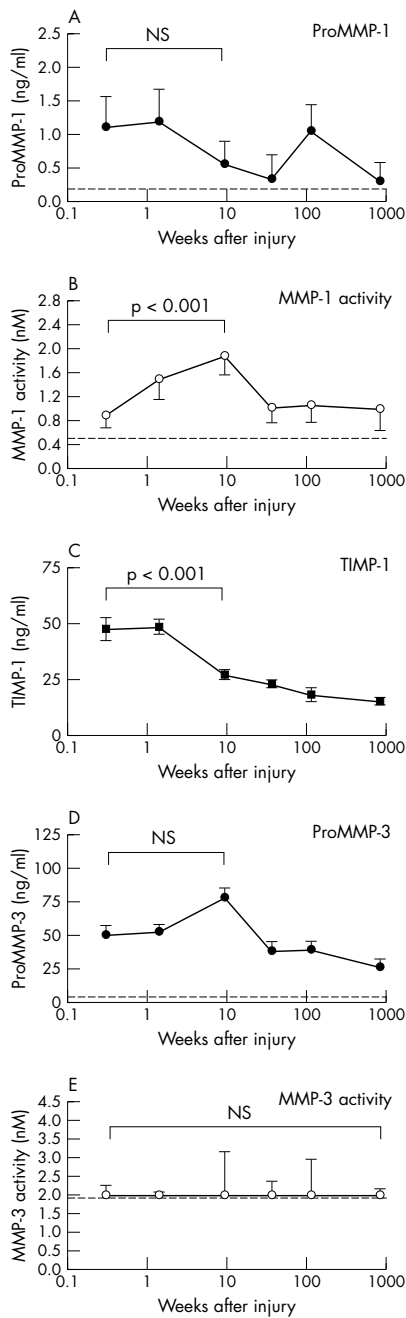 A
ProMMP-1
NS
ProMMP-1 (ng/ml)
2.5
2.0
1.5
1.0
0.5
0.0
0.1 1 10 100 1000
Weeks after injury
B
MMP-1 activity
p < 0.001
MMP-1 activity (nM)
2.8
2.4
2.0
1.6
1.2
0.8
0.4
0.0
0.1 1 10 100 1000
Weeks after injury
C
TIMP-1
p < 0.001
TIMP-1 (ng/ml)
75
50
25
0
0.1 1 10 100 1000
Weeks after injury
D
ProMMP-3
NS
ProMMP-3 (ng/ml)
125
100
75
50
25
0
0.1 1 10 100 1000
Weeks after injury
E
MMP-3 activity
NS
MMP-3 activity (nM)
4.5
4.0
3.5
3.0
2.5
2.0
1.5
1.0
0.5
0.0
0.1 1 10 100 1000
Weeks after injury